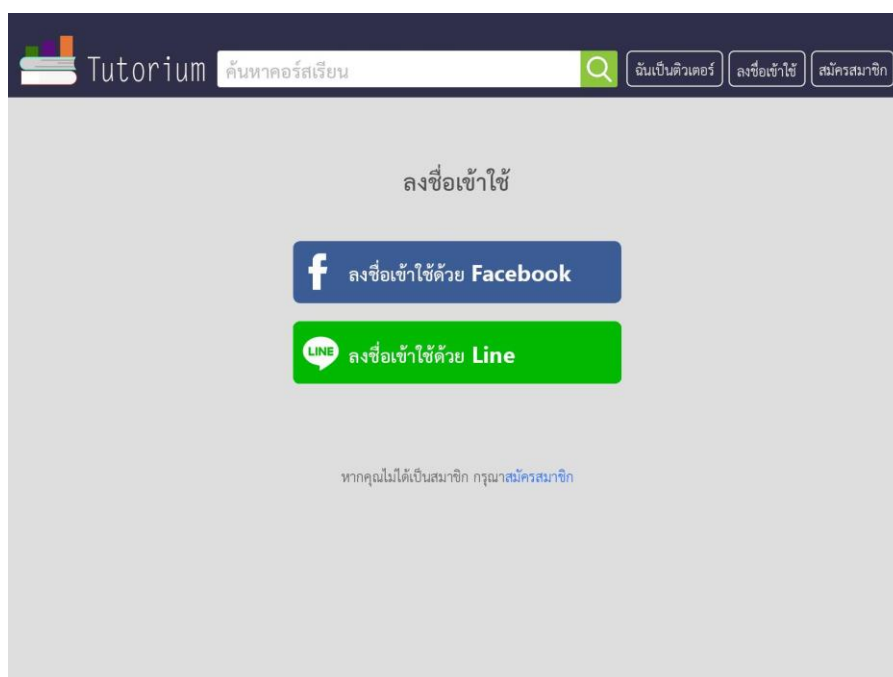 Tutorium ค้นหาคอร์สเรียน ฉันเป็นติวเตอร์ ลงชื่อเข้าใช้ สมัครสมาชิก
ลงชื่อเข้าใช้
f ลงชื่อเข้าใช้ด้วย Facebook
LINE ลงชื่อเข้าใช้ด้วย Line
หากคุณไม่ได้เป็นสมาชิก กรุณาสมัครสมาชิก